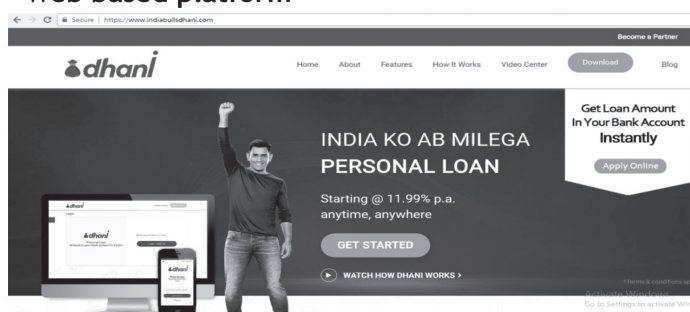 Web based platform
Secure | https://www.indiabullsdhani.com
Become a Partner
dhani
Home About Features How It Works Video Center Download Blog
Get Loan Amount
In Your Bank Account
Instantly
Apply Online
INDIA KO AB MILEGA
PERSONAL LOAN
Starting @ 11.99% p.a.
anytime, anywhere
GET STARTED
WATCH HOW DHANI WORKS >
dhani
dhani
dhani
*Terms & conditions ap
Activate Windows
Go to Settings to activate Win